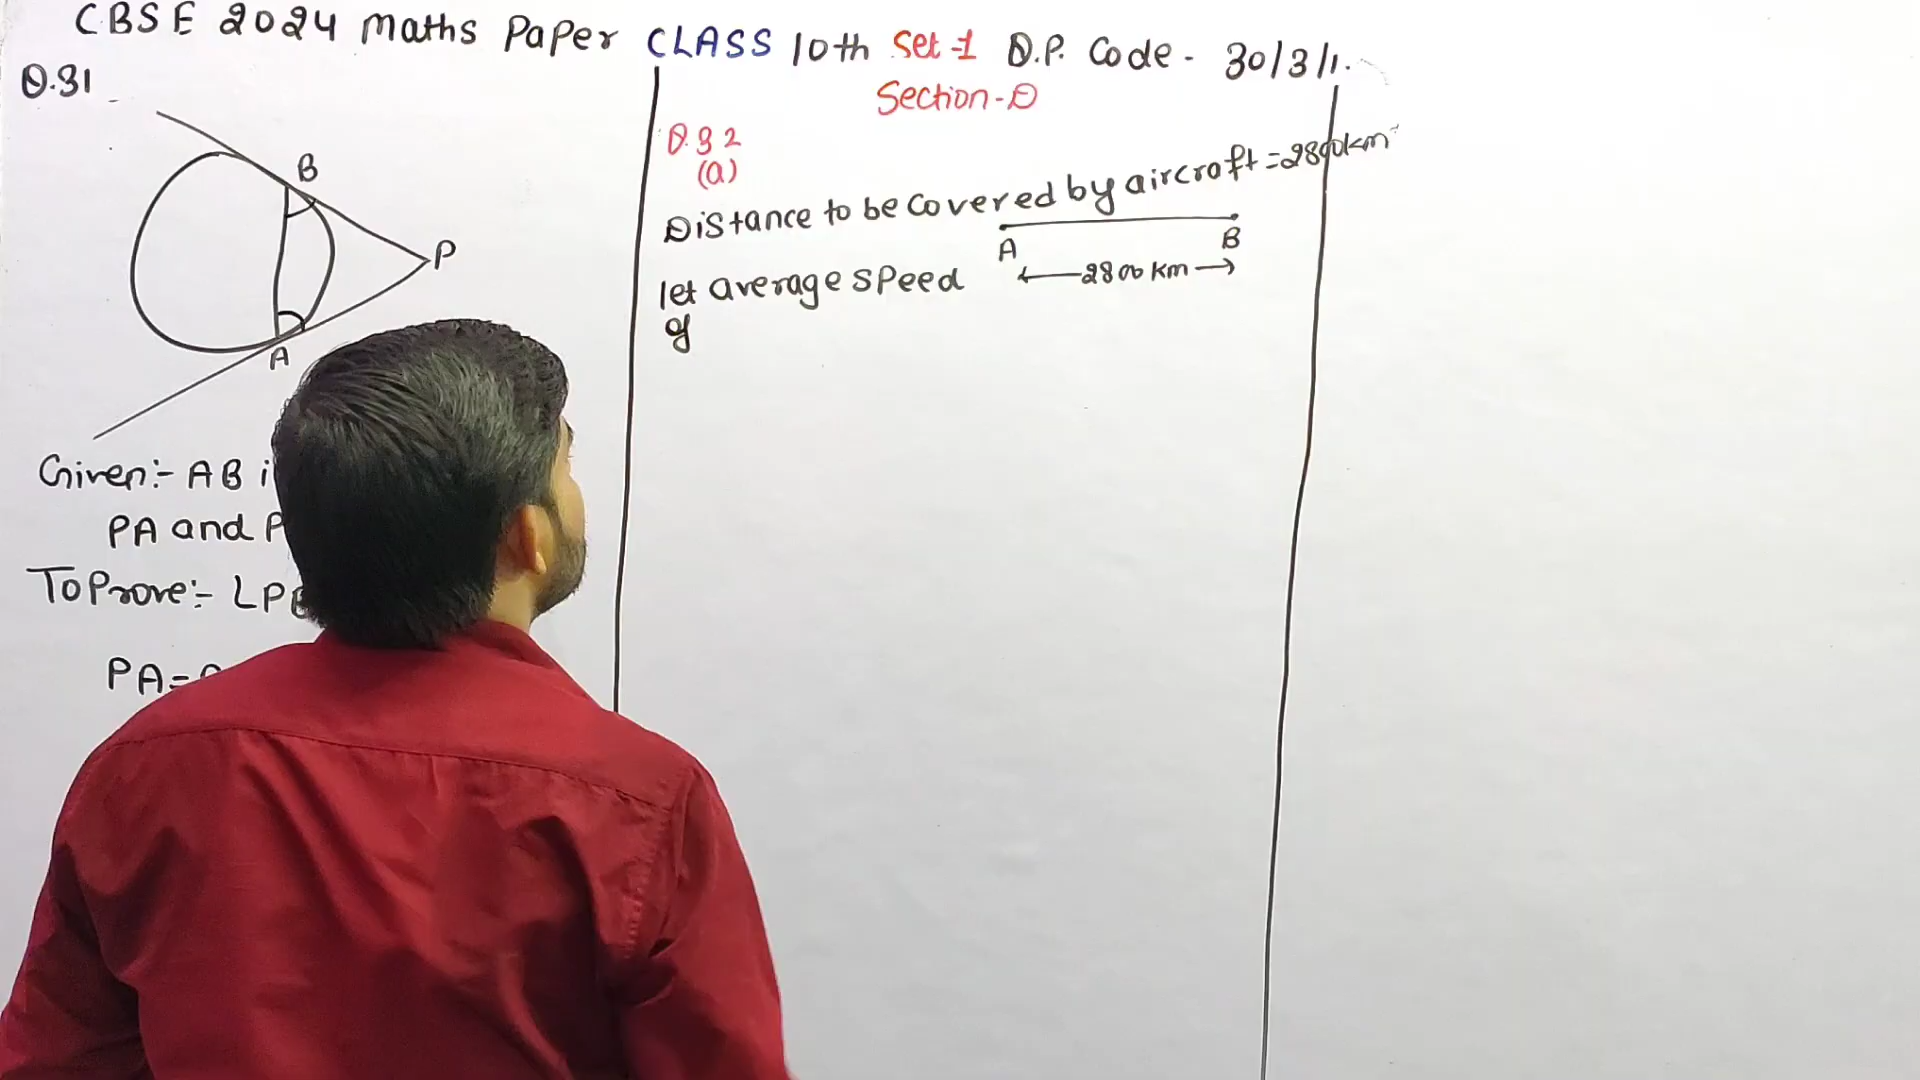 CBSE 2024 Maths Paper CLASS 10th Set-1 Q.P. Code - 30/3/1.
Section-D
Q.31
B
P
A
Given:- AB
PA and
To Prove:- ∠P
PA=
Q.32
(a)
Distance to be covered by aircraft = 2800km
A B
2800 km
let average speed
of